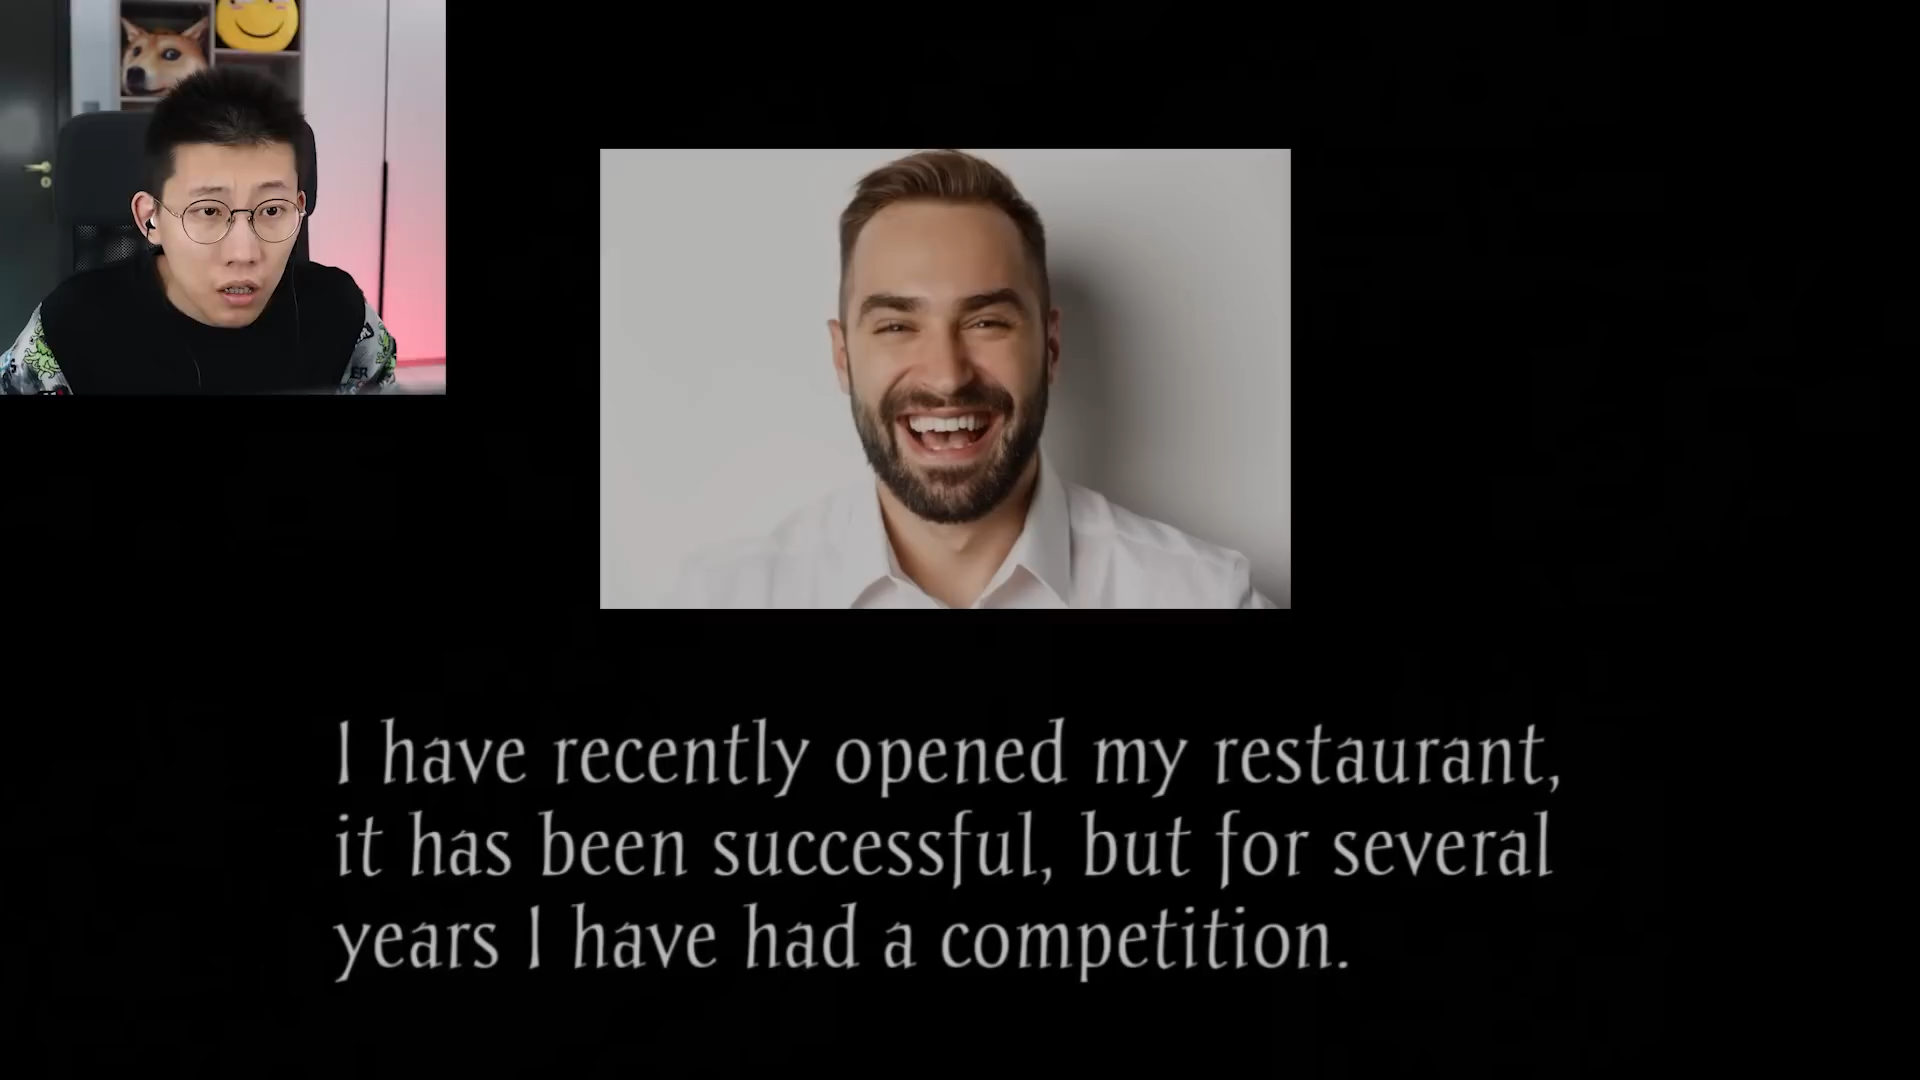 I have recently opened my restaurant,
it has been successful, but for several
years I have had a competition.